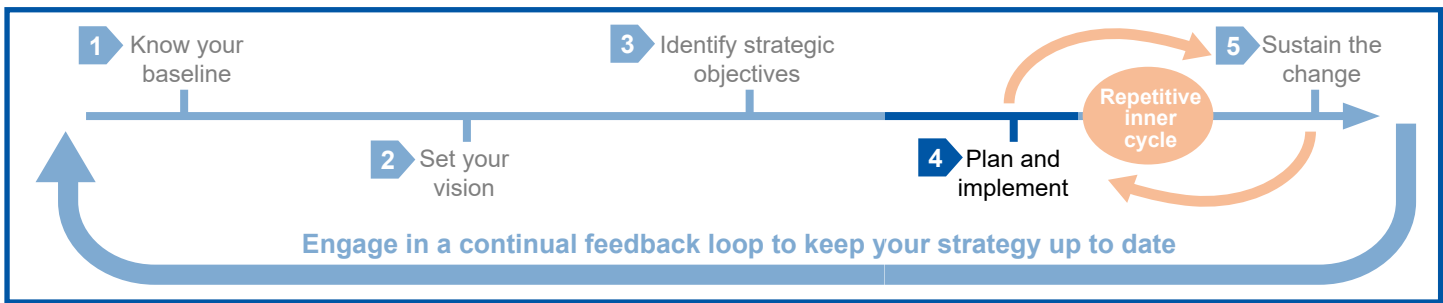 1 Know your
baseline
2 Set your
vision
3 Identify strategic
objectives
4 Plan and
implement
Repetitive
inner
cycle
5 Sustain the
change
Engage in a continual feedback loop to keep your strategy up to date